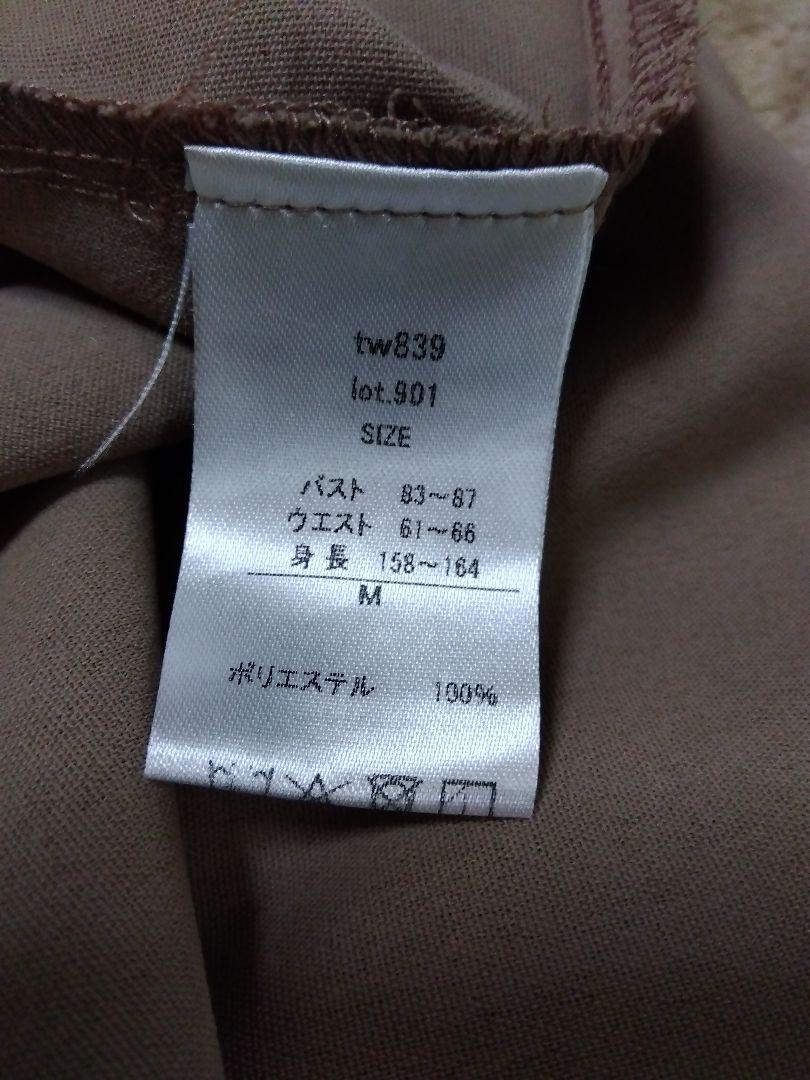 tw839
lot.901
SIZE
バスト 83～87
ウエスト 61～66
身長 158～164
M
ポリエステル 100%